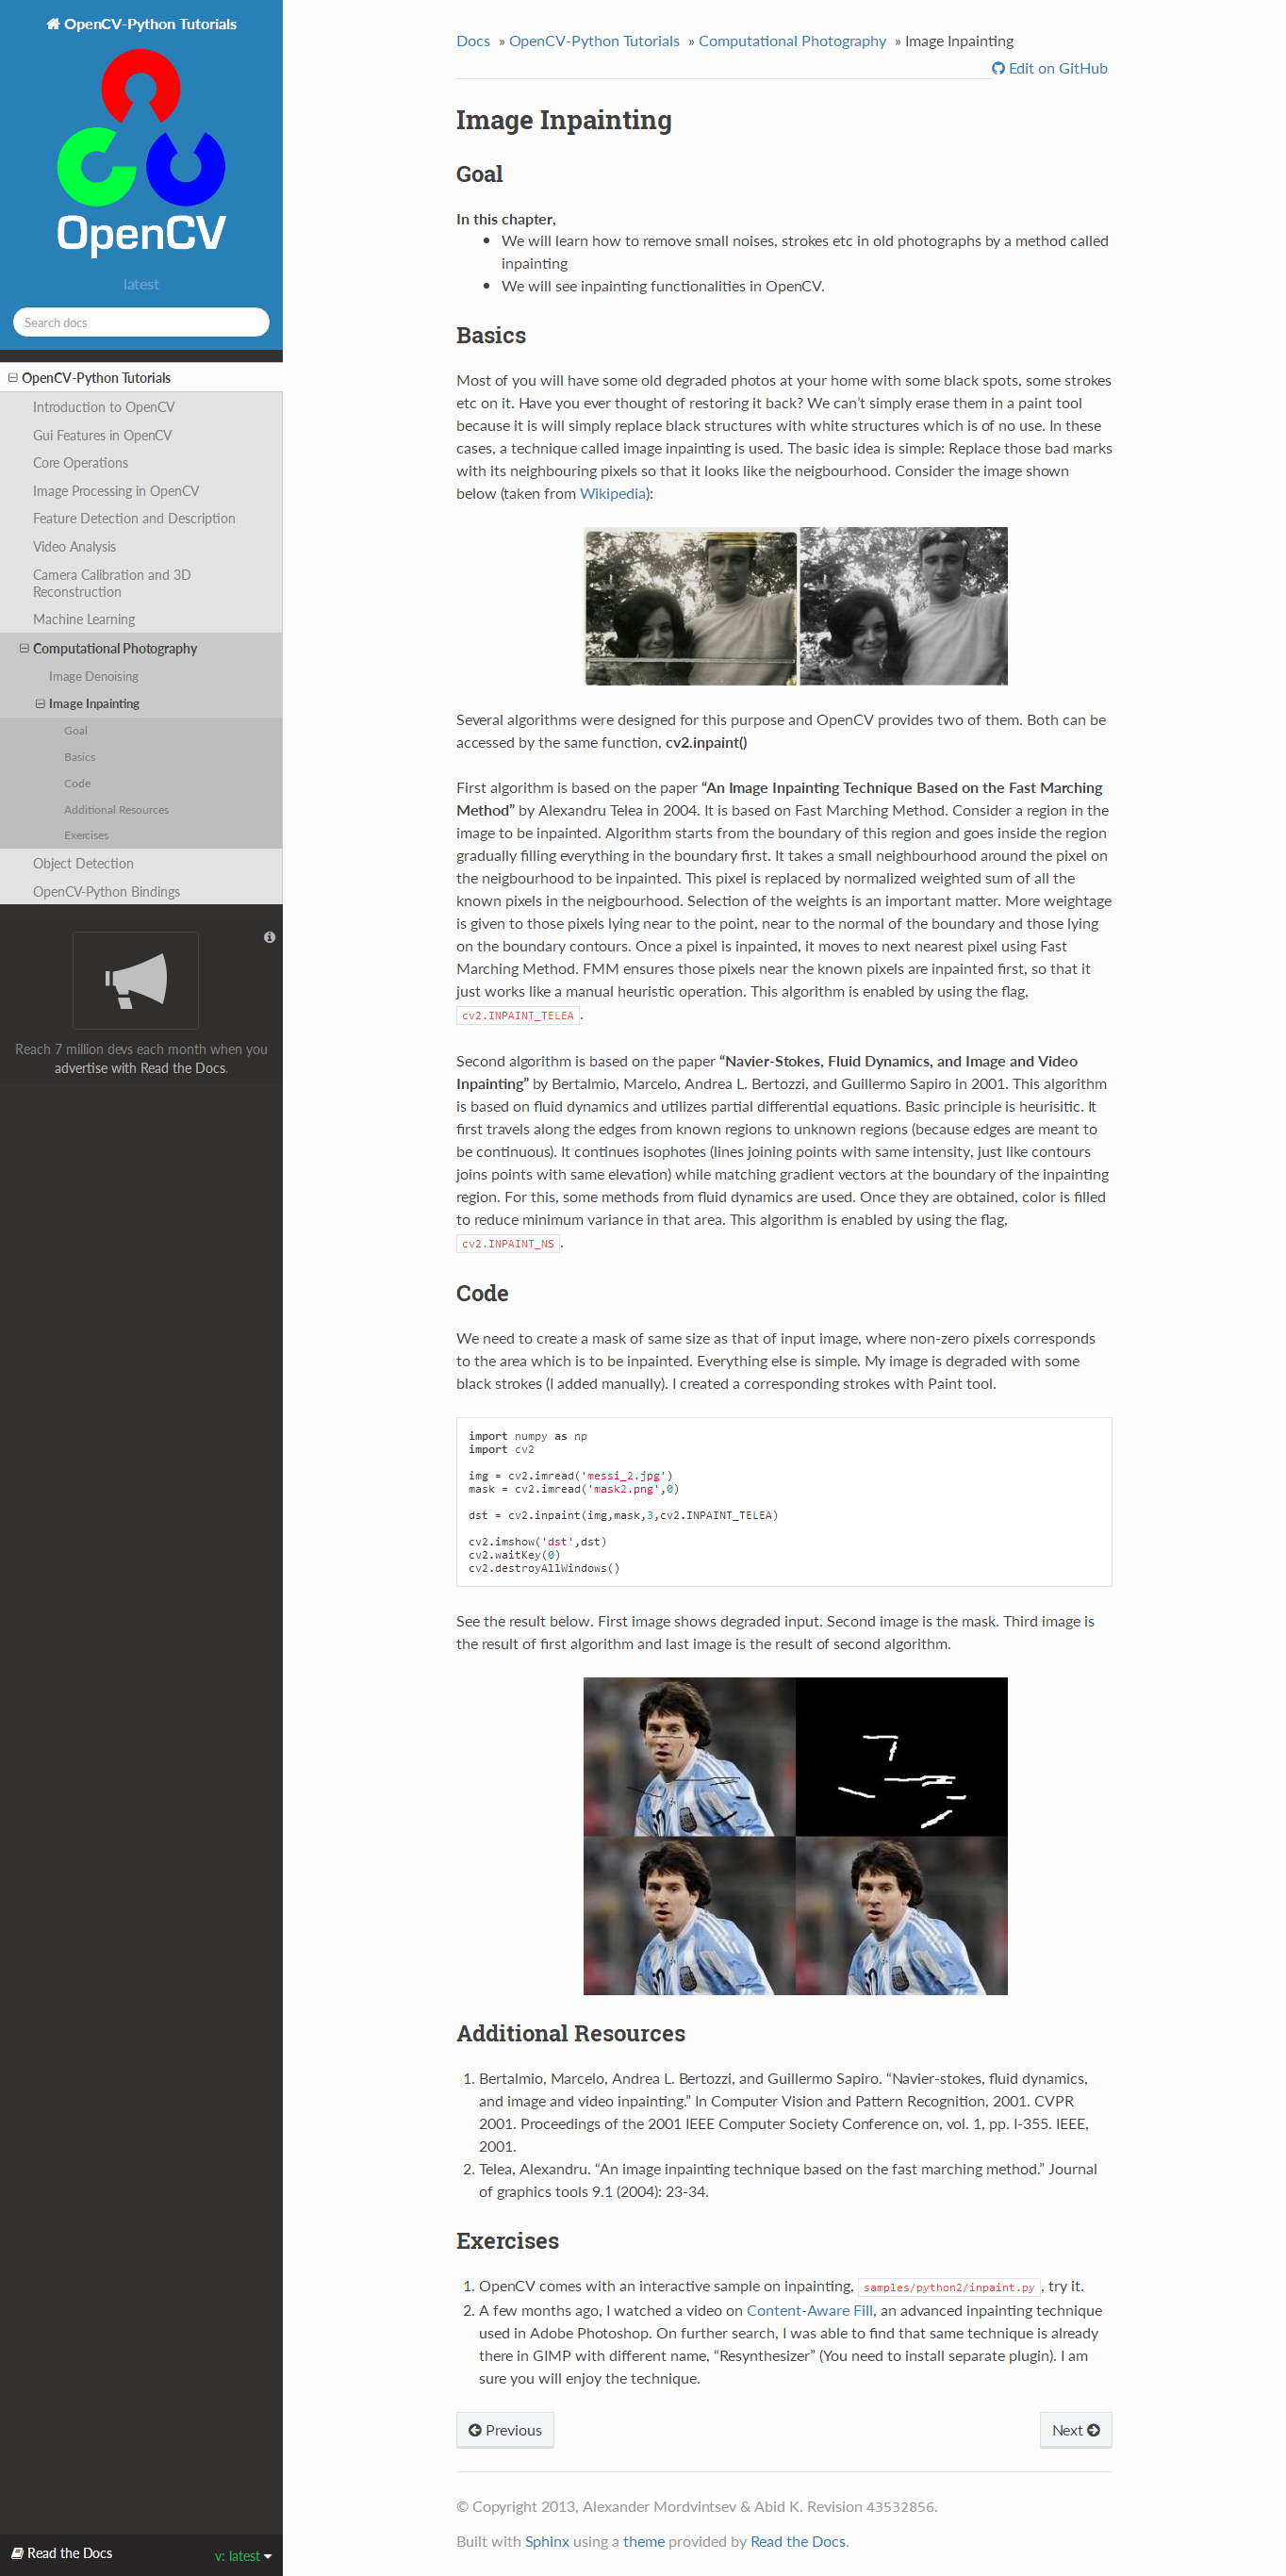 OpenCV-Python Tutorials
OpenCV
latest
Search docs
OpenCV-Python Tutorials
Introduction to OpenCV
Gui Features in OpenCV
Core Operations
Image Processing in OpenCV
Feature Detection and Description
Video Analysis
Camera Calibration and 3D
Reconstruction
Machine Learning
Computational Photography
Image Denoising
Image Inpainting
Goal
Basics
Code
Additional Resources
Exercises
Object Detection
OpenCV-Python Bindings
Reach 7 million devs each month when you
advertise with Read the Docs.
Read the Docs
v: latest
Docs » OpenCV-Python Tutorials » Computational Photography » Image Inpainting
Edit on GitHub
Image Inpainting
Goal
In this chapter,
• We will learn how to remove small noises, strokes etc in old photographs by a method called
inpainting
• We will see inpainting functionalities in OpenCV.
Basics
Most of you will have some old degraded photos at your home with some black spots, some strokes
etc on it. Have you ever thought of restoring it back? We can’t simply erase them in a paint tool
because it is will simply replace black structures with white structures which is of no use. In these
cases, a technique called image inpainting is used. The basic idea is simple: Replace those bad marks
with its neighbouring pixels so that it looks like the neigbourhood. Consider the image shown
below (taken from Wikipedia):
Several algorithms were designed for this purpose and OpenCV provides two of them. Both can be
accessed by the same function, cv2.inpaint()
First algorithm is based on the paper “An Image Inpainting Technique Based on the Fast Marching
Method” by Alexandru Telea in 2004. It is based on Fast Marching Method. Consider a region in the
image to be inpainted. Algorithm starts from the boundary of this region and goes inside the region
gradually filling everything in the boundary first. It takes a small neighbourhood around the pixel on
the neigbourhood to be inpainted. This pixel is replaced by normalized weighted sum of all the
known pixels in the neigbourhood. Selection of the weights is an important matter. More weightage
is given to those pixels lying near to the point, near to the normal of the boundary and those lying
on the boundary contours. Once a pixel is inpainted, it moves to next nearest pixel using Fast
Marching Method. FMM ensures those pixels near the known pixels are inpainted first, so that it
just works like a manual heuristic operation. This algorithm is enabled by using the flag,
cv2.INPAINT_TELEA.
Second algorithm is based on the paper “Navier-Stokes, Fluid Dynamics, and Image and Video
Inpainting” by Bertalmio, Marcelo, Andrea L. Bertozzi, and Guillermo Sapiro in 2001. This algorithm
is based on fluid dynamics and utilizes partial differential equations. Basic principle is heurisitic. It
first travels along the edges from known regions to unknown regions (because edges are meant to
be continuous). It continues isophotes (lines joining points with same intensity, just like contours
joins points with same elevation) while matching gradient vectors at the boundary of the inpainting
region. For this, some methods from fluid dynamics are used. Once they are obtained, color is filled
to reduce minimum variance in that area. This algorithm is enabled by using the flag,
cv2.INPAINT_NS.
Code
We need to create a mask of same size as that of input image, where non-zero pixels corresponds
to the area which is to be inpainted. Everything else is simple. My image is degraded with some
black strokes (I added manually). I created a corresponding strokes with Paint tool.
import numpy as np
import cv2
img = cv2.imread('messi_2.jpg')
mask = cv2.imread('mask2.png',0)
dst = cv2.inpaint(img,mask,3,cv2.INPAINT_TELEA)
cv2.imshow('dst',dst)
cv2.waitKey(0)
cv2.destroyAllWindows()
See the result below. First image shows degraded input. Second image is the mask. Third image is
the result of first algorithm and last image is the result of second algorithm.
Additional Resources
1. Bertalmio, Marcelo, Andrea L. Bertozzi, and Guillermo Sapiro. “Navier-stokes, fluid dynamics,
and image and video inpainting.” In Computer Vision and Pattern Recognition, 2001. CVPR
2001. Proceedings of the 2001 IEEE Computer Society Conference on, vol. 1, pp. I-355. IEEE,
2001.
2. Telea, Alexandru. “An image inpainting technique based on the fast marching method.” Journal
of graphics tools 9.1 (2004): 23-34.
Exercises
1. OpenCV comes with an interactive sample on inpainting, samples/python2/inpaint.py, try it.
2. A few months ago, I watched a video on Content-Aware Fill, an advanced inpainting technique
used in Adobe Photoshop. On further search, I was able to find that same technique is already
there in GIMP with different name, “Resynthesizer” (You need to install separate plugin). I am
sure you will enjoy the technique.
Previous
Next
© Copyright 2013, Alexander Mordvintsev & Abid K. Revision 43532856.
Built with Sphinx using a theme provided by Read the Docs.